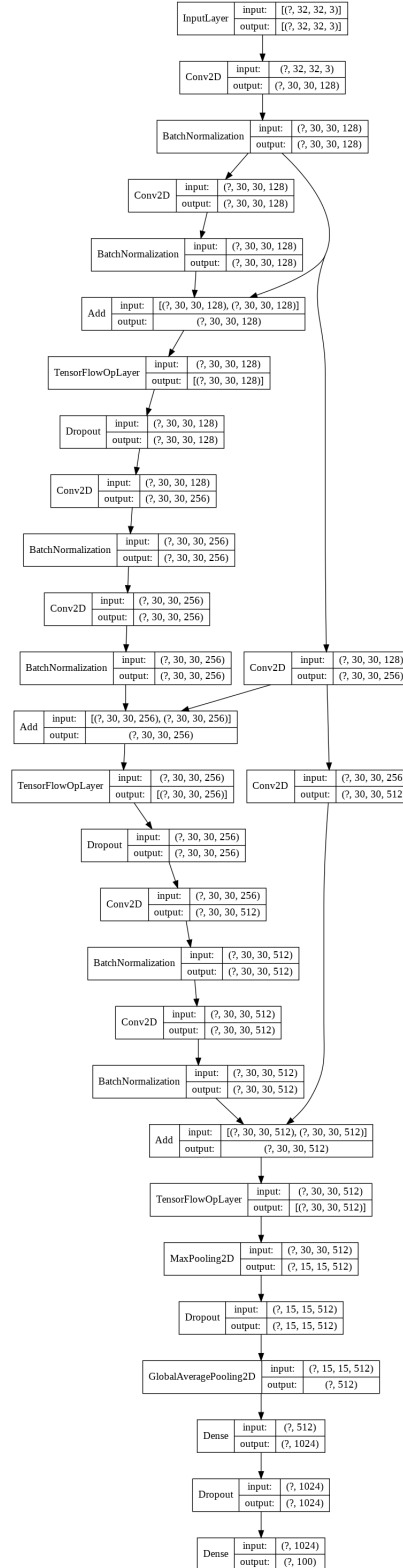 InputLayer input: [(?, 32, 32, 3)]
output: [(?, 32, 32, 3)]
Conv2D input: (?, 32, 32, 3)
output: (?, 30, 30, 128)
BatchNormalization input: (?, 30, 30, 128)
output: (?, 30, 30, 128)
Conv2D input: (?, 30, 30, 128)
output: (?, 30, 30, 128)
BatchNormalization input: (?, 30, 30, 128)
output: (?, 30, 30, 128)
Add input: [(?, 30, 30, 128), (?, 30, 30, 128)]
output: (?, 30, 30, 128)
TensorFlowOpLayer input: (?, 30, 30, 128)
output: [(?, 30, 30, 128)]
Dropout input: (?, 30, 30, 128)
output: (?, 30, 30, 128)
Conv2D input: (?, 30, 30, 128)
output: (?, 30, 30, 256)
BatchNormalization input: (?, 30, 30, 256)
output: (?, 30, 30, 256)
Conv2D input: (?, 30, 30, 256)
output: (?, 30, 30, 256)
BatchNormalization input: (?, 30, 30, 256)
output: (?, 30, 30, 256)
Conv2D input: (?, 30, 30, 128)
output: (?, 30, 30, 256)
Add input: [(?, 30, 30, 256), (?, 30, 30, 256)]
output: (?, 30, 30, 256)
TensorFlowOpLayer input: (?, 30, 30, 256)
output: [(?, 30, 30, 256)]
Conv2D input: (?, 30, 30, 256
output: (?, 30, 30, 512
Dropout input: (?, 30, 30, 256)
output: (?, 30, 30, 256)
Conv2D input: (?, 30, 30, 256)
output: (?, 30, 30, 512)
BatchNormalization input: (?, 30, 30, 512)
output: (?, 30, 30, 512)
Conv2D input: (?, 30, 30, 512)
output: (?, 30, 30, 512)
BatchNormalization input: (?, 30, 30, 512)
output: (?, 30, 30, 512)
Add input: [(?, 30, 30, 512), (?, 30, 30, 512)]
output: (?, 30, 30, 512)
TensorFlowOpLayer input: (?, 30, 30, 512)
output: [(?, 30, 30, 512)]
MaxPooling2D input: (?, 30, 30, 512)
output: (?, 15, 15, 512)
Dropout input: (?, 15, 15, 512)
output: (?, 15, 15, 512)
GlobalAveragePooling2D input: (?, 15, 15, 512)
output: (?, 512)
Dense input: (?, 512)
output: (?, 1024)
Dropout input: (?, 1024)
output: (?, 1024)
Dense input: (?, 1024)
output: (?, 100)